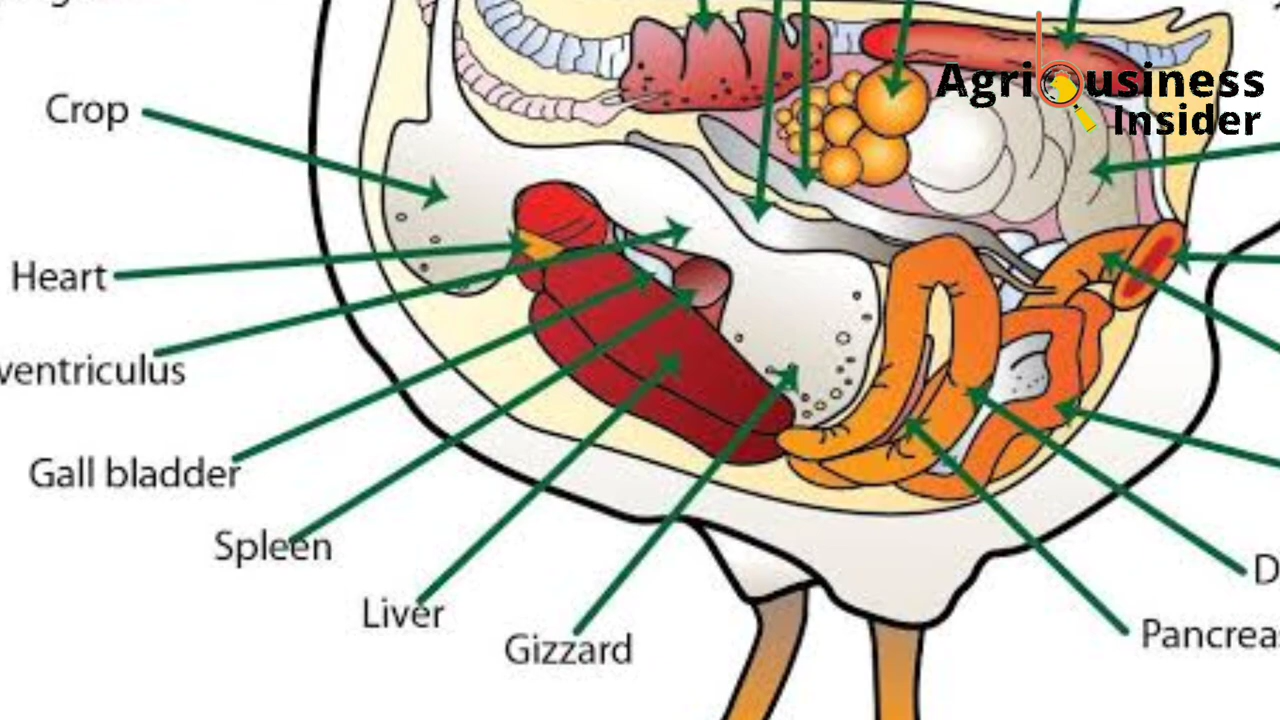 Agribusiness
Insider
Crop
Heart
ventriculus
Gall bladder
Spleen
Liver
Gizzard
D
Pancrea